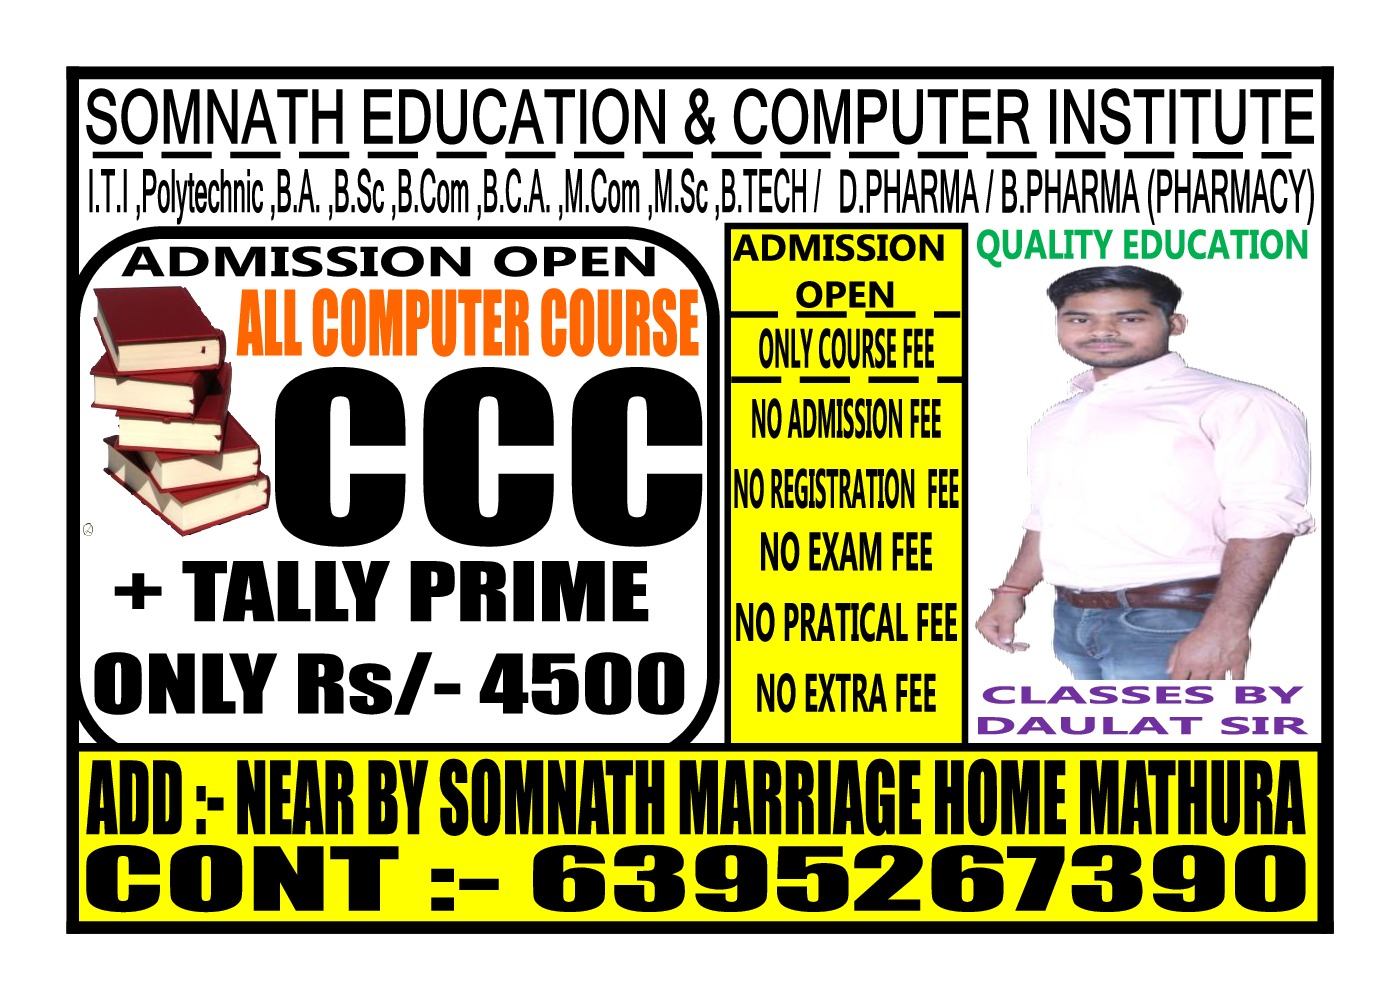 SOMNATH EDUCATION & COMPUTER INSTITUTE
I.T.I ,Polytechnic ,B.A. ,B.Sc ,B.Com ,B.C.A. ,M.Com ,M.Sc ,B.TECH / D.PHARMA / B.PHARMA (PHARMACY)
ADMISSION OPEN
ALL COMPUTER COURSE
CCC
+ TALLY PRIME
ONLY Rs/- 4500
ADMISSION
OPEN
ONLY COURSE FEE
NO ADMISSION FEE
NO REGISTRATION FEE
NO EXAM FEE
NO PRATICAL FEE
NO EXTRA FEE
QUALITY EDUCATION
CLASSES BY
DAULAT SIR
ADD :- NEAR BY SOMNATH MARRIAGE HOME MATHURA
CONT :- 6395267390